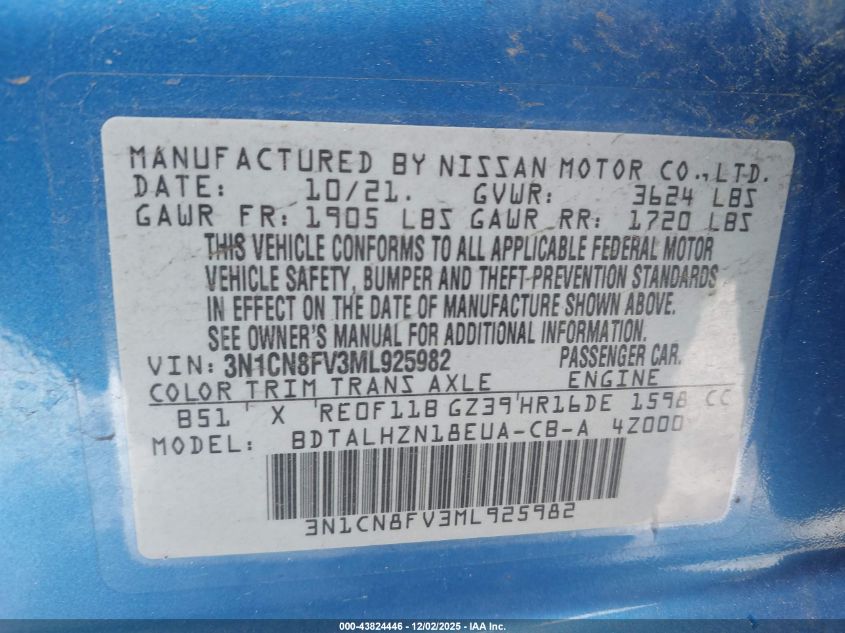 MANUFACTURED BY NISSAN MOTOR CO.,LTD.
DATE: 10/21. GVWR: 3624 LBS
GAWR FR: 1905 LBS GAWR RR: 1720 LBS
THIS VEHICLE CONFORMS TO ALL APPLICABLE FEDERAL MOTOR
VEHICLE SAFETY, BUMPER AND THEFT PREVENTION STANDARDS
IN EFFECT ON THE DATE OF MANUFACTURE SHOWN ABOVE.
SEE OWNER'S MANUAL FOR ADDITIONAL INFORMATION.
VIN: 3N1CN8FV3ML925982 PASSENGER CAR.
COLOR TRIM TRANS AXLE ENGINE
B51 X RE0F11B GZ39 HR16DE 1598 CC
MODEL: BDTALHZN18EUA-CB-A 4Z000
3N1CN8FV3ML925982
000-43824446 - 12/02/2025 - IAA Inc.